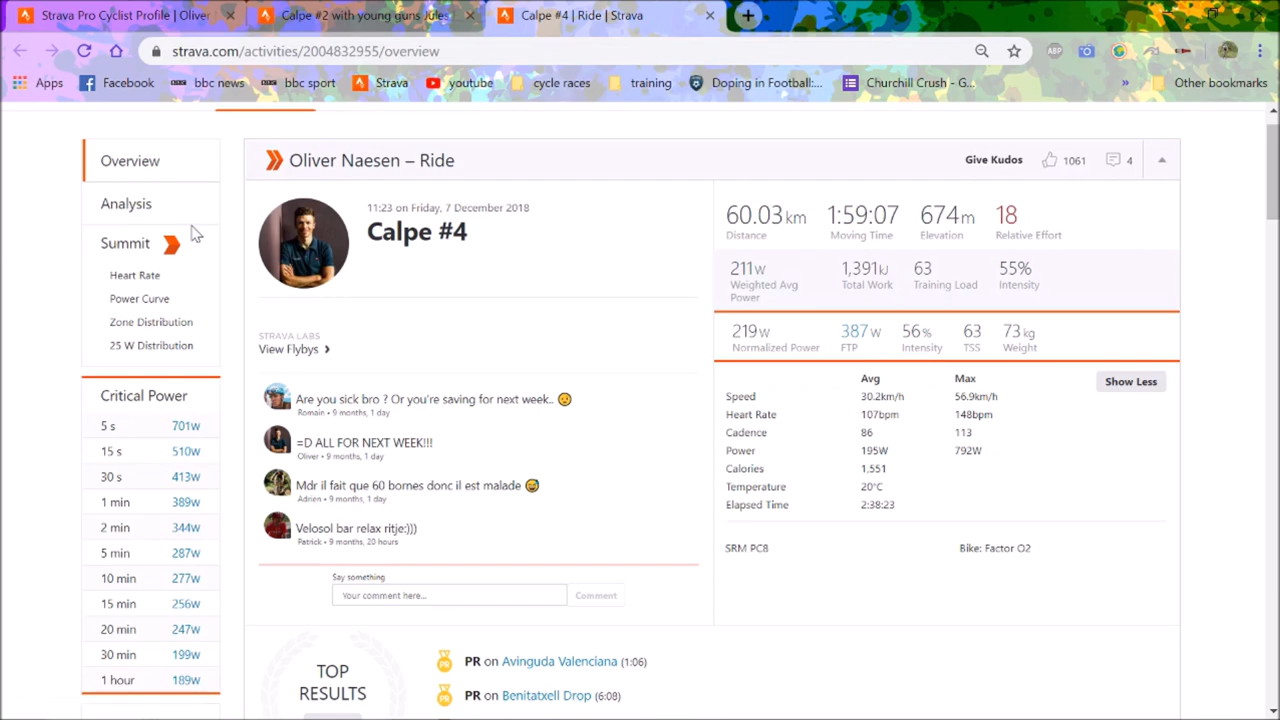 Strava Pro Cyclist Profile | Oliver
Calpe #2 with young guns Jules
Calpe #4 | Ride | Strava
strava.com/activities/2004832955/overview
ABP
Apps
Facebook
BBC bbc news
BBC bbc sport
Strava
youtube
cycle races
training
Doping in Football:...
Churchill Crush - G...
»
Other bookmarks
Overview
Analysis
Summit
Heart Rate
Power Curve
Zone Distribution
25 W Distribution
Critical Power
5 s 701W
15 s 510W
30 s 413W
1 min 389W
2 min 344W
5 min 287W
10 min 277W
15 min 256W
20 min 247W
30 min 199W
1 hour 189W
Oliver Naesen – Ride
Give Kudos 1061 4
11:23 on Friday, 7 December 2018
Calpe #4
STRAVA LABS
View Flybys
Are you sick bro ? Or you're saving for next week..
Romain • 9 months, 1 day
=D ALL FOR NEXT WEEK!!!
Oliver • 9 months, 1 day
Mdr il fait que 60 bornes donc il est malade
Adrien • 9 months, 1 day
Velosol bar relax ritje:)))
Patrick • 9 months, 20 hours
Say something
Your comment here...
Comment
60.03km 1:59:07 674m 18
Distance Moving Time Elevation Relative Effort
211W 1,391kJ 63 55%
Weighted Avg Total Work Training Load Intensity
Power
219W 387W 56% 63 73kg
Normalized Power FTP Intensity TSS Weight
Avg Max
Show Less
Speed 30.2km/h 56.9km/h
Heart Rate 107bpm 148bpm
Cadence 86 113
Power 195W 792W
Calories 1,551
Temperature 20°C
Elapsed Time 2:38:23
SRM PC8 Bike: Factor O2
TOP
RESULTS
PR PR on Avinguda Valenciana (1:06)
PR PR on Benitatxell Drop (6:08)